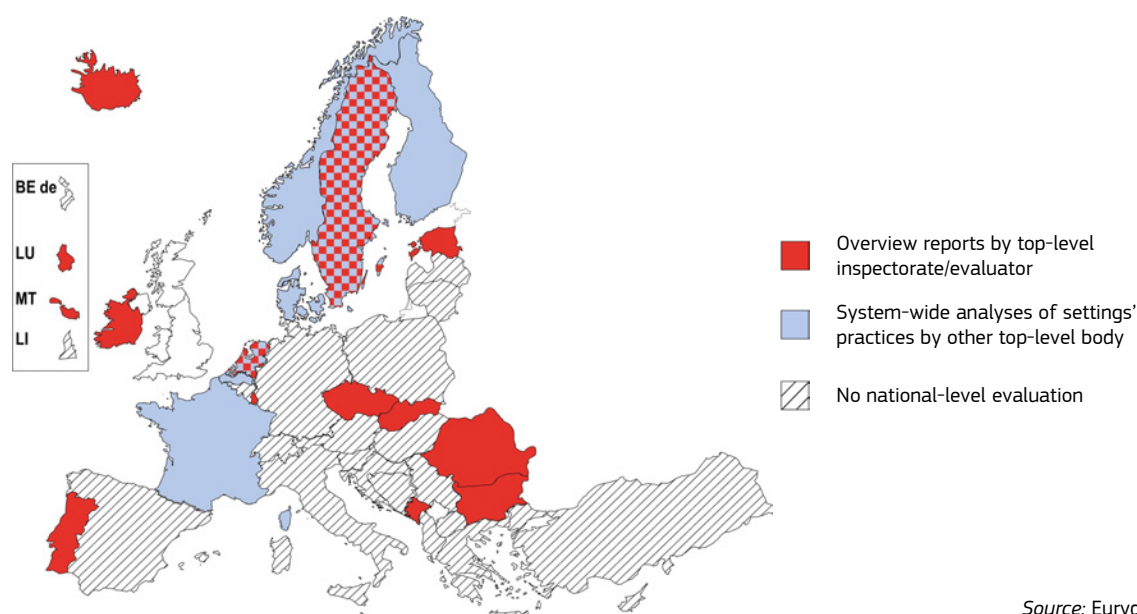 BE de
LU
MT
LI
Overview reports by top-level
inspectorate/evaluator
System-wide analyses of settings'
practices by other top-level body
No national-level evaluation
Source: